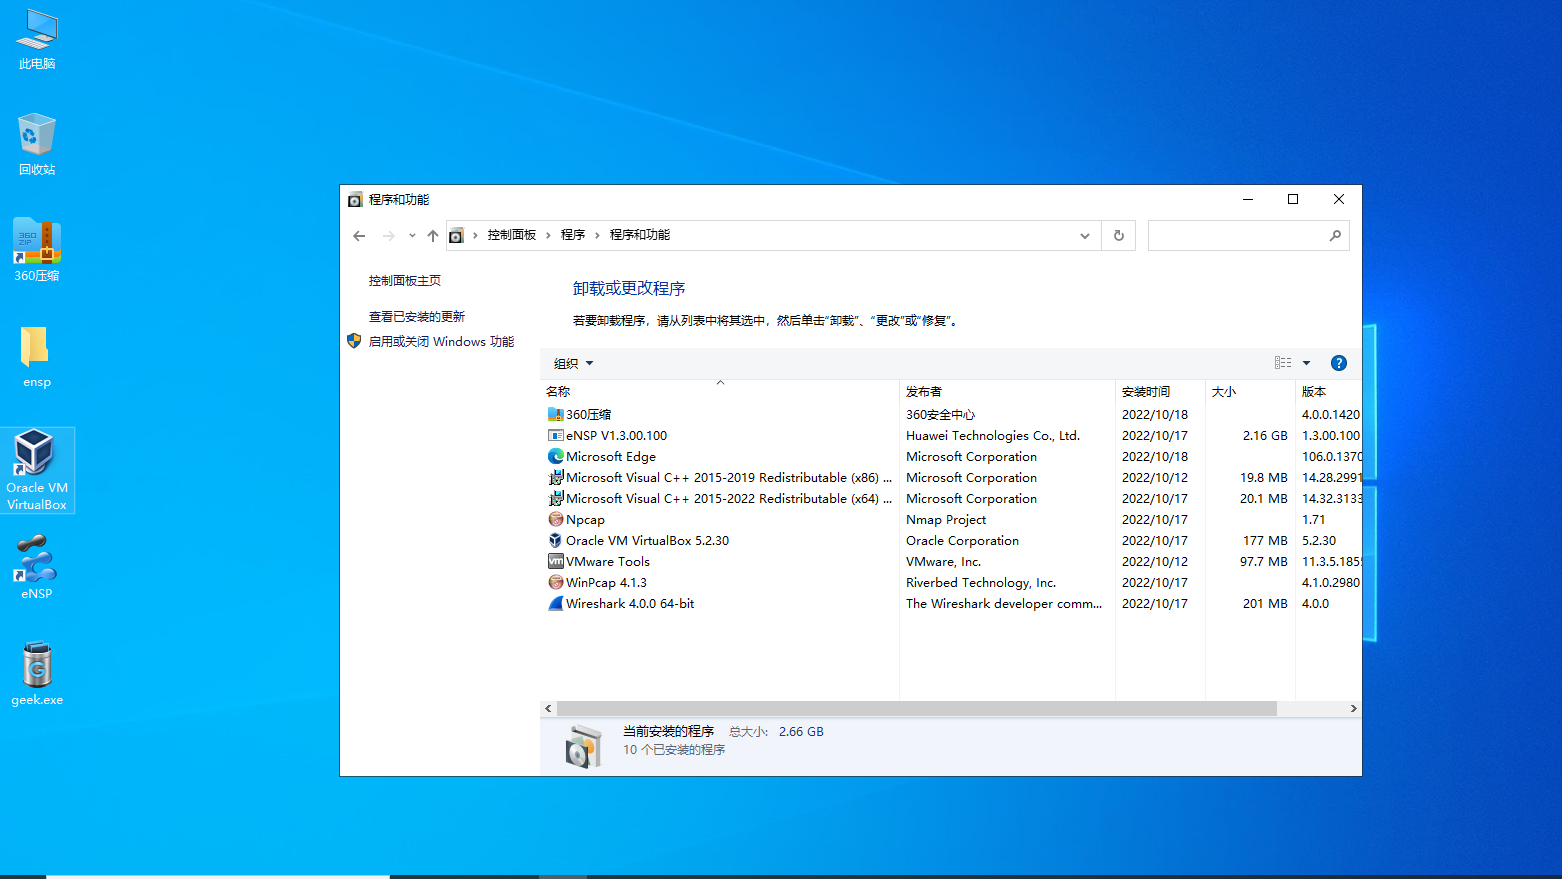 此电脑
回收站
360压缩
ensp
Oracle VM
VirtualBox
eNSP
geek.exe
程序和功能
控制面板 › 程序 › 程序和功能
控制面板主页
查看已安装的更新
启用或关闭 Windows 功能
卸载或更改程序
若要卸载程序，请从列表中将其选中，然后单击“卸载”、“更改”或“修复”。
组织
名称 发布者 安装时间 大小 版本
360压缩 360安全中心 2022/10/18 4.0.0.1420
eNSP V1.3.00.100 Huawei Technologies Co., Ltd. 2022/10/17 2.16 GB 1.3.00.100
Microsoft Edge Microsoft Corporation 2022/10/18 106.0.1370
Microsoft Visual C++ 2015-2019 Redistributable (x86) ... Microsoft Corporation 2022/10/12 19.8 MB 14.28.2991
Microsoft Visual C++ 2015-2022 Redistributable (x64) ... Microsoft Corporation 2022/10/17 20.1 MB 14.32.3133
Npcap Nmap Project 2022/10/17 1.71
Oracle VM VirtualBox 5.2.30 Oracle Corporation 2022/10/17 177 MB 5.2.30
VMware Tools VMware, Inc. 2022/10/12 97.7 MB 11.3.5.1855
WinPcap 4.1.3 Riverbed Technology, Inc. 2022/10/17 4.1.0.2980
Wireshark 4.0.0 64-bit The Wireshark developer comm... 2022/10/17 201 MB 4.0.0
当前安装的程序 总大小: 2.66 GB
10 个已安装的程序